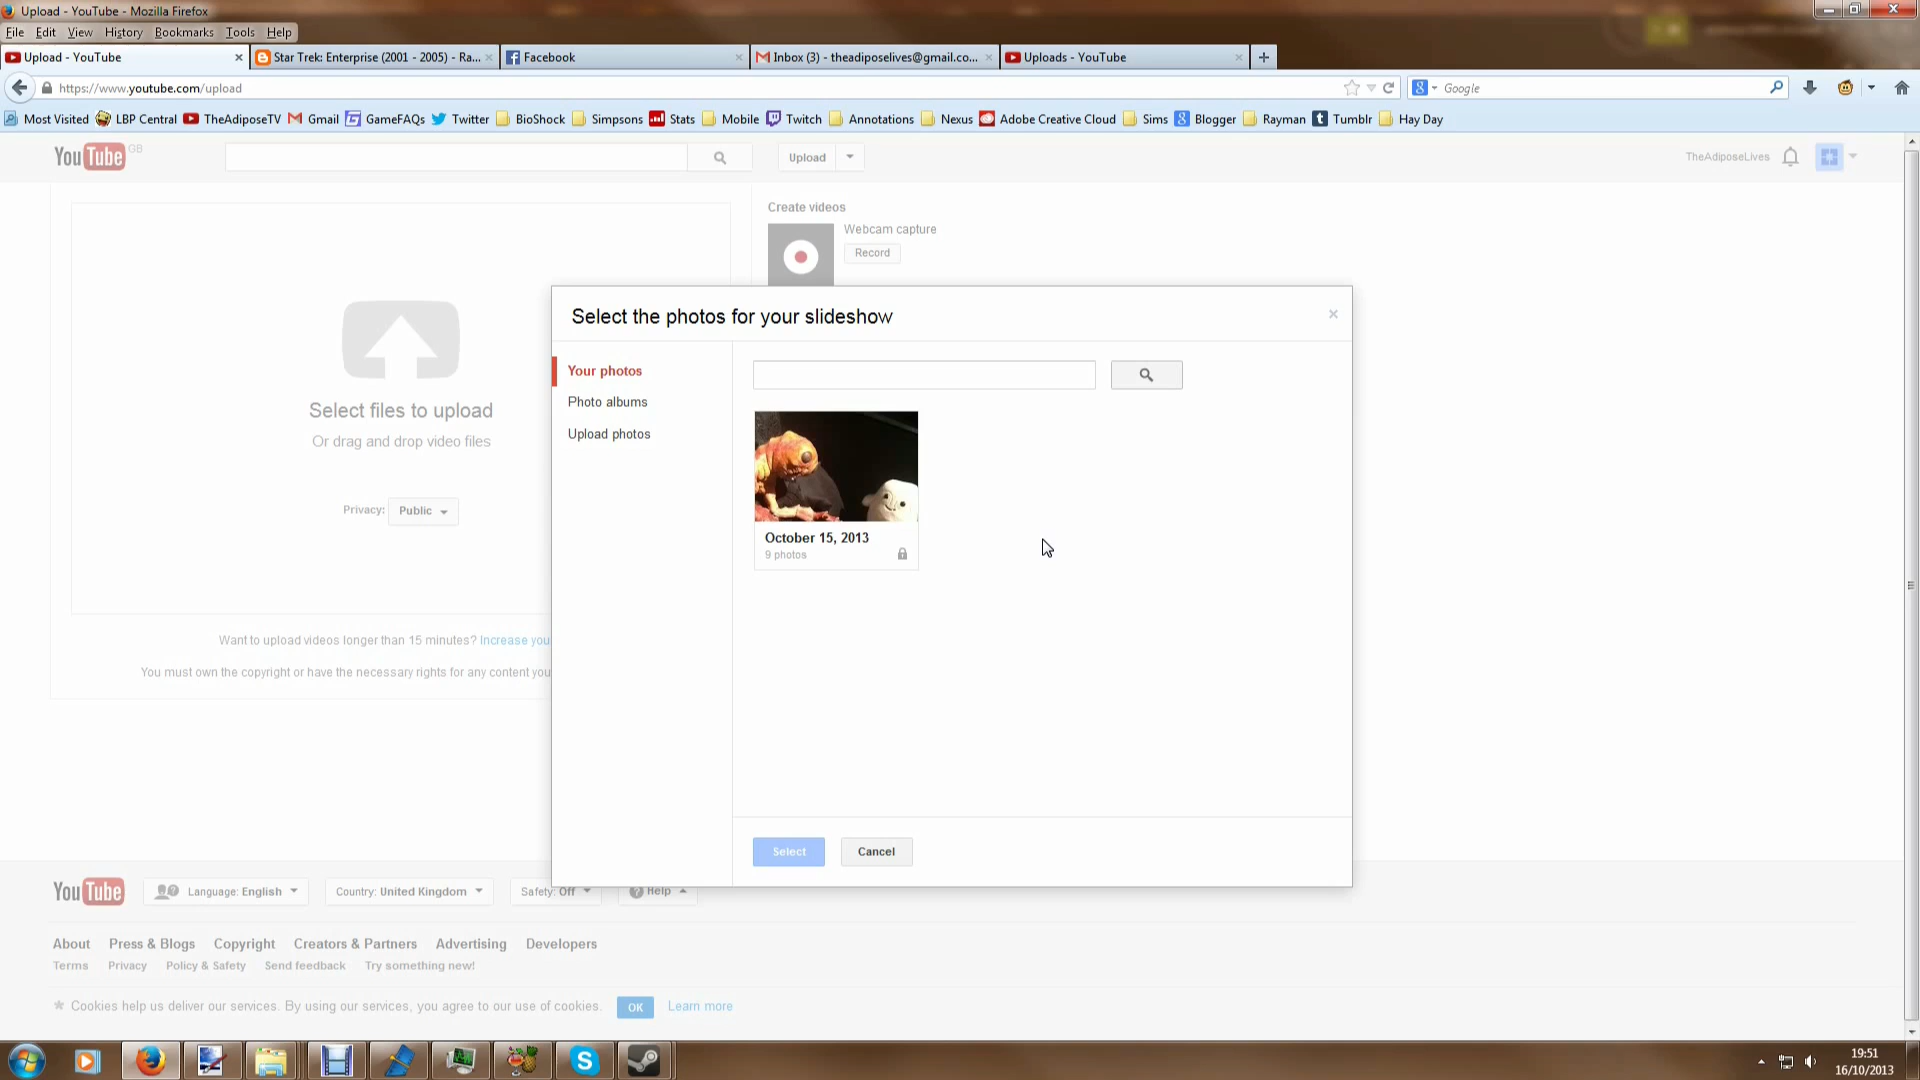 Upload - YouTube - Mozilla Firefox
File Edit View History Bookmarks Tools Help
Upload - YouTube
Star Trek: Enterprise (2001 - 2005) - Ra...
Facebook
Inbox (3) - theadiposelives@gmail.co...
Uploads - YouTube
https://www.youtube.com/upload
Google
Most Visited LBP Central TheAdiposeTV Gmail GameFAQs Twitter BioShock Simpsons Stats Mobile Twitch Annotations Nexus Adobe Creative Cloud Sims Blogger Rayman Tumblr Hay Day
YouTube GB
Upload
TheAdiposeLives
Create videos
Webcam capture
Record
Select files to upload
Or drag and drop video files
Privacy: Public
Want to upload videos longer than 15 minutes? Increase you
You must own the copyright or have the necessary rights for any content you
Select the photos for your slideshow
Your photos
Photo albums
Upload photos
October 15, 2013
9 photos
Select
Cancel
YouTube
Language: English
Country: United Kingdom
Safety: Off
Help
About Press & Blogs Copyright Creators & Partners Advertising Developers
Terms Privacy Policy & Safety Send feedback Try something new!
Cookies help us deliver our services. By using our services, you agree to our use of cookies. OK Learn more
19:51
16/10/2013